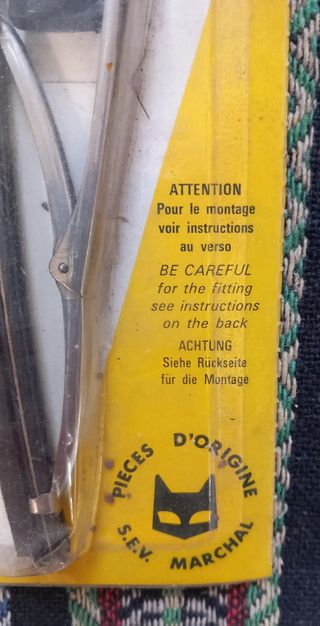 ATTENTION
Pour le montage
voir instructions
au verso
BE CAREFUL
for the fitting
see instructions
on the back
ACHTUNG
Siehe Rückseite
für die Montage
PIECES D'ORIGINE
S.E.V. MARCHAL